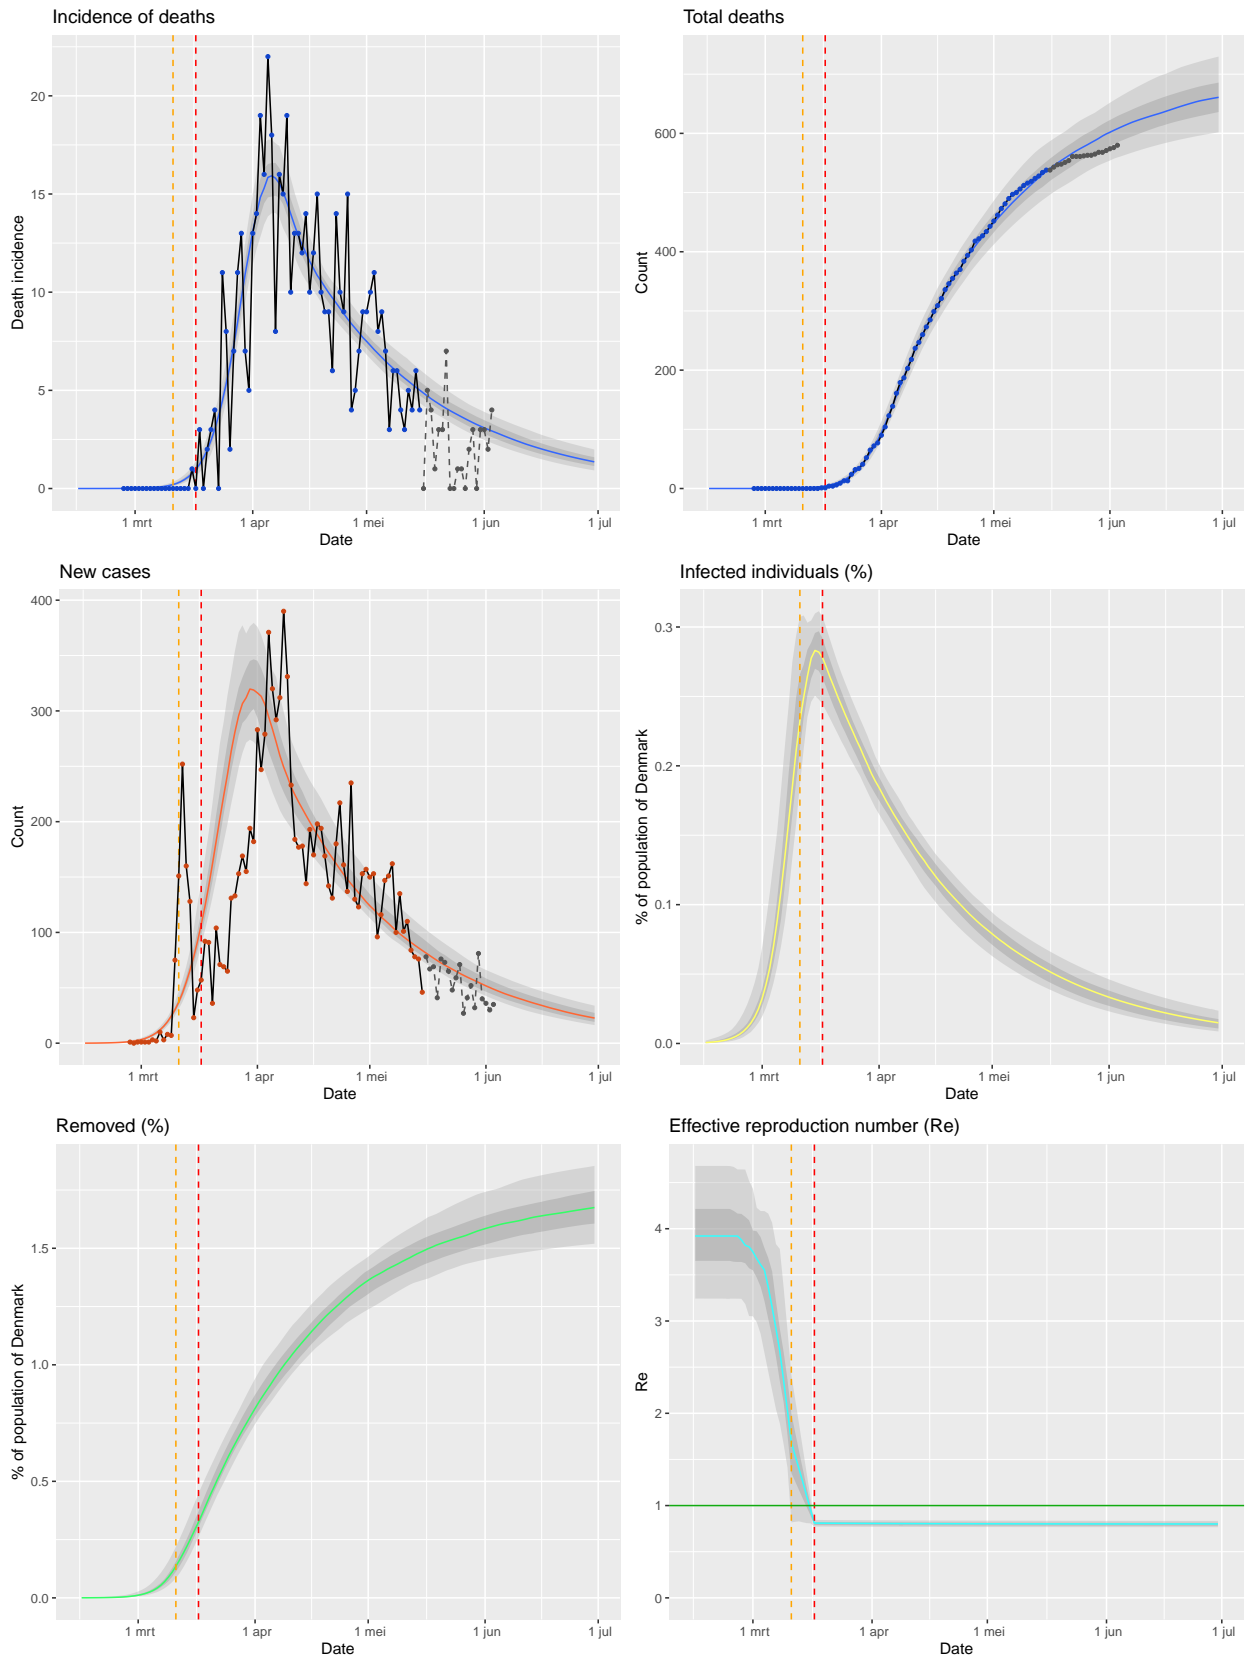 Incidence of deaths
Death incidence
20
15
10
5
0
1 mrt 1 apr 1 mei 1 jun 1 jul
Date
Total deaths
Count
600
400
200
0
1 mrt 1 apr 1 mei 1 jun 1 jul
Date
New cases
Count
400
300
200
100
0
1 mrt 1 apr 1 mei 1 jun 1 jul
Date
Infected individuals (%)
% of population of Denmark
0.3
0.2
0.1
0.0
1 mrt 1 apr 1 mei 1 jun 1 jul
Date
Removed (%)
% of population of Denmark
1.5
1.0
0.5
0.0
1 mrt 1 apr 1 mei 1 jun 1 jul
Date
Effective reproduction number (Re)
Re
4
3
2
1
0
1 mrt 1 apr 1 mei 1 jun 1 jul
Date